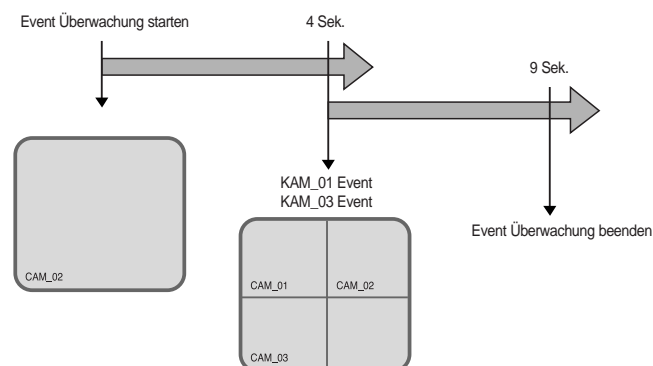 Event Überwachung starten
4 Sek.
9 Sek.
KAM_01 Event
KAM_03 Event
Event Überwachung beenden
CAM_02
CAM_01
CAM_02
CAM_03